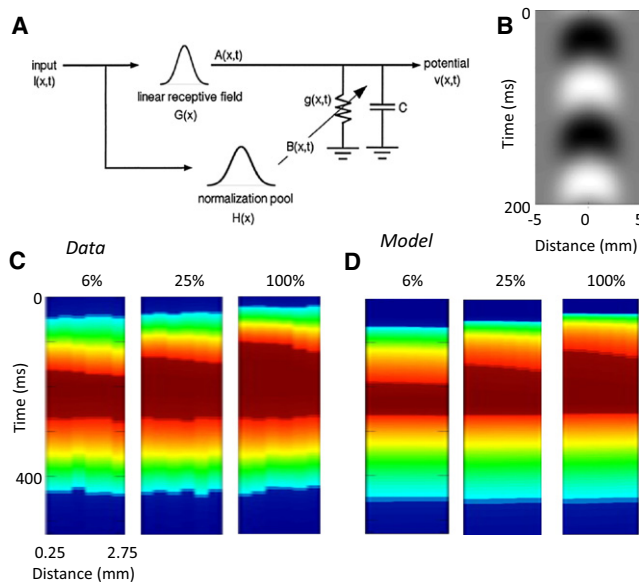 A
input
I(x,t)
A(x,t)
linear receptive field
G(x)
g(x,t)
C
potential
v(x,t)
B(x,t)
normalization pool
H(x)
B
0
Time (ms)
200
-5 0 5
Distance (mm)
Data
C
6% 25% 100%
0
Time (ms)
400
0.25 2.75
Distance (mm)
Model
D
6% 25% 100%